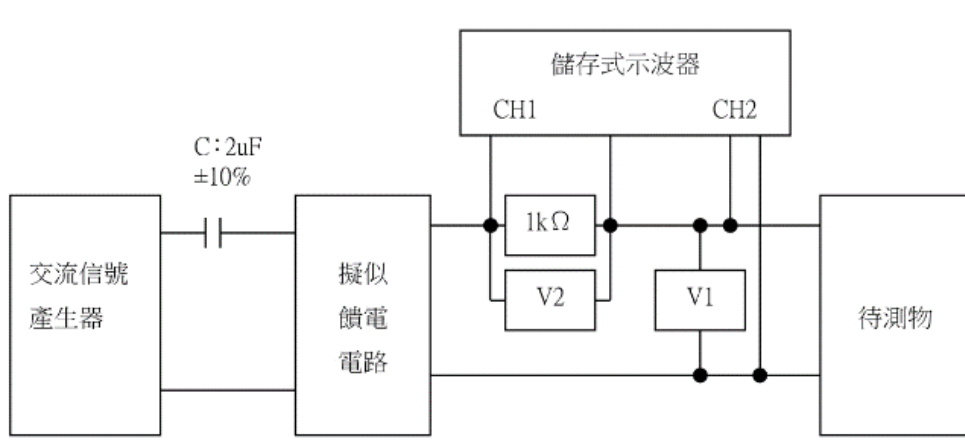 儲存式示波器
CH1
CH2
C：2uF
±10%
1kΩ
V2
V1
交流信號
產生器
擬似
饋電
電路
待測物